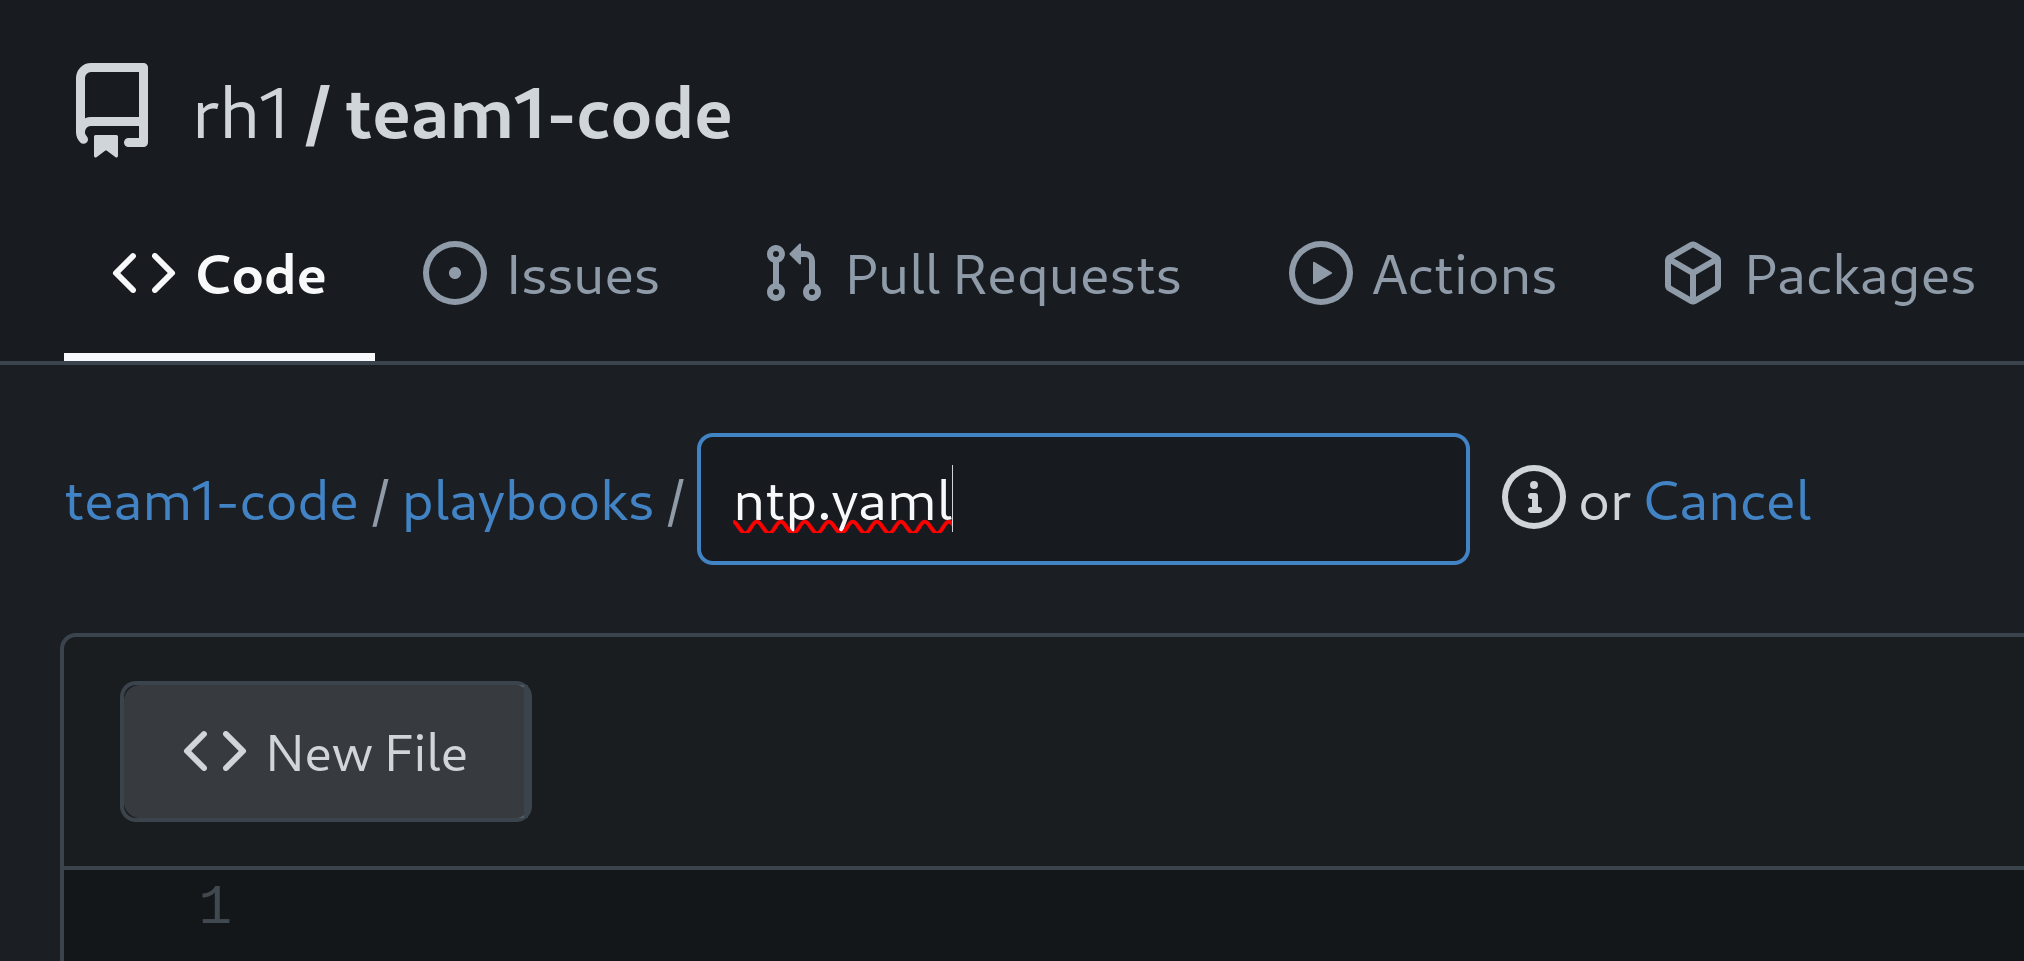 rh1 / team1-code
Code Issues Pull Requests Actions Packages
team1-code / playbooks / ntp.yaml or Cancel
New File
1